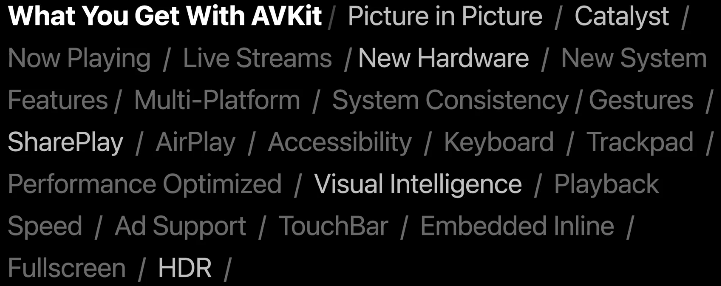 What You Get With AVKit / Picture in Picture / Catalyst /
Now Playing / Live Streams / New Hardware / New System
Features / Multi-Platform / System Consistency / Gestures /
SharePlay / AirPlay / Accessibility / Keyboard / Trackpad /
Performance Optimized / Visual Intelligence / Playback
Speed / Ad Support / TouchBar / Embedded Inline /
Fullscreen / HDR /